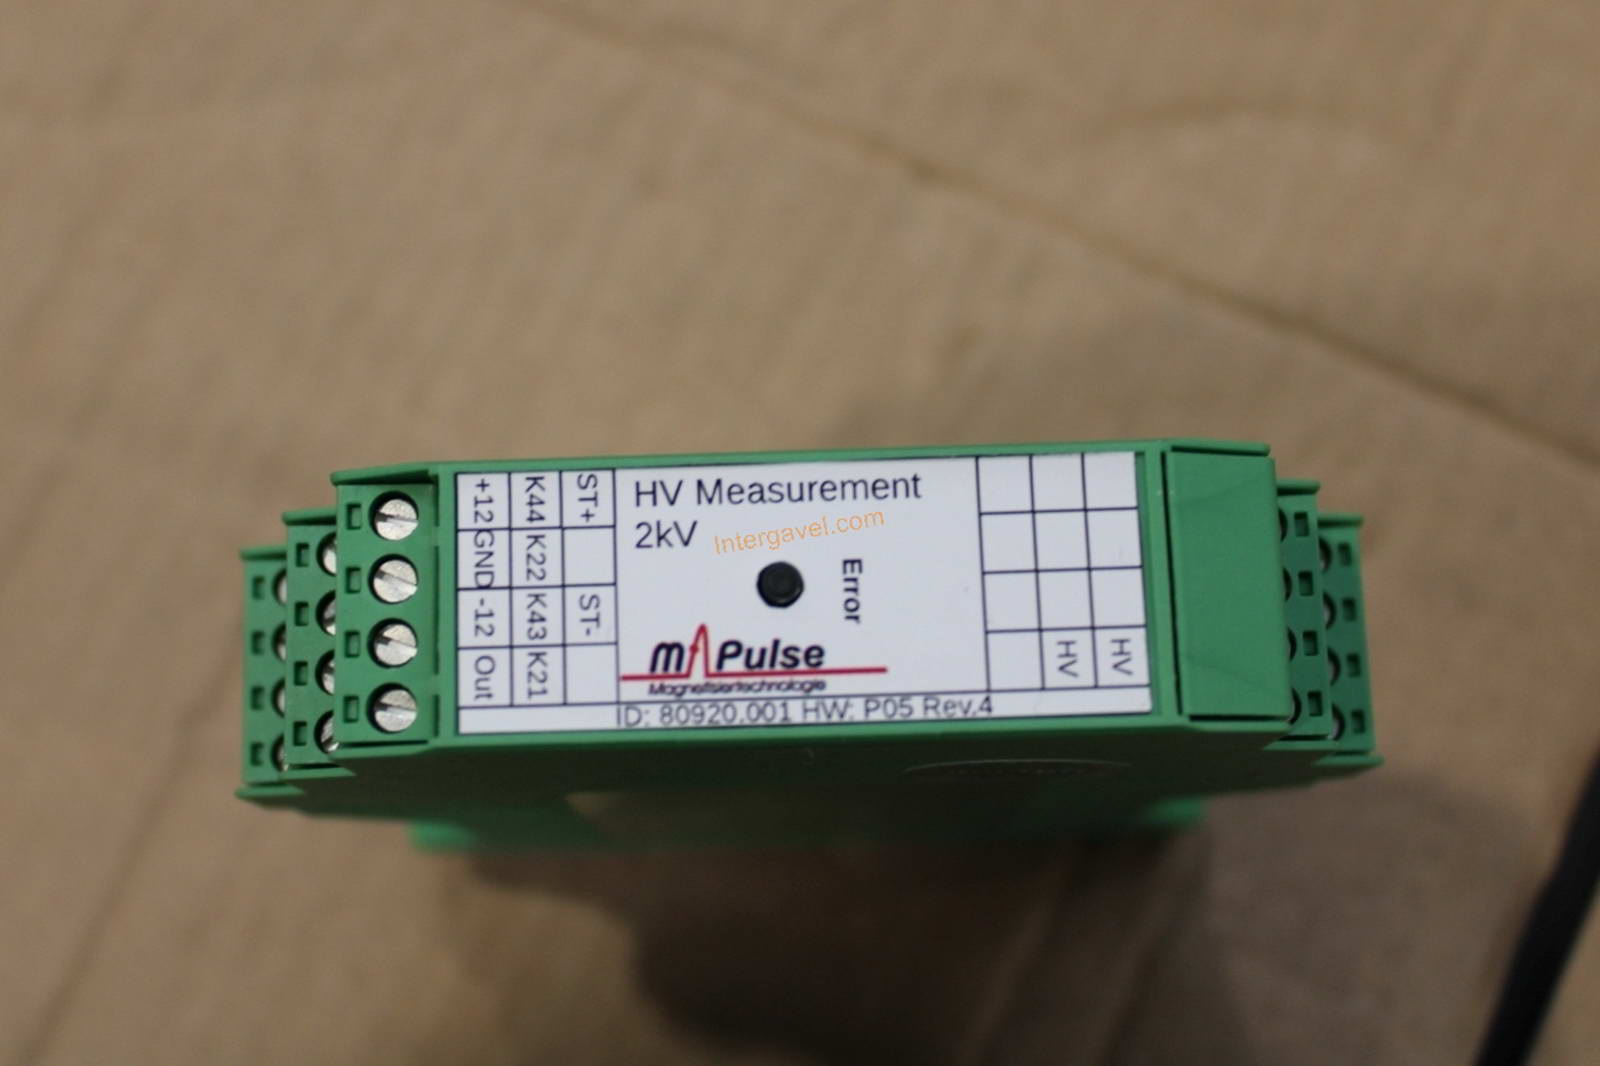 HV Measurement
2kV
Intergavel.com
Error
m Pulse
Magnetisiertechnologie
+12 K44 ST+
GND K22
-12 K43 ST-
Out K21
HV HV
ID: 80920.001 HW: P05 Rev.4